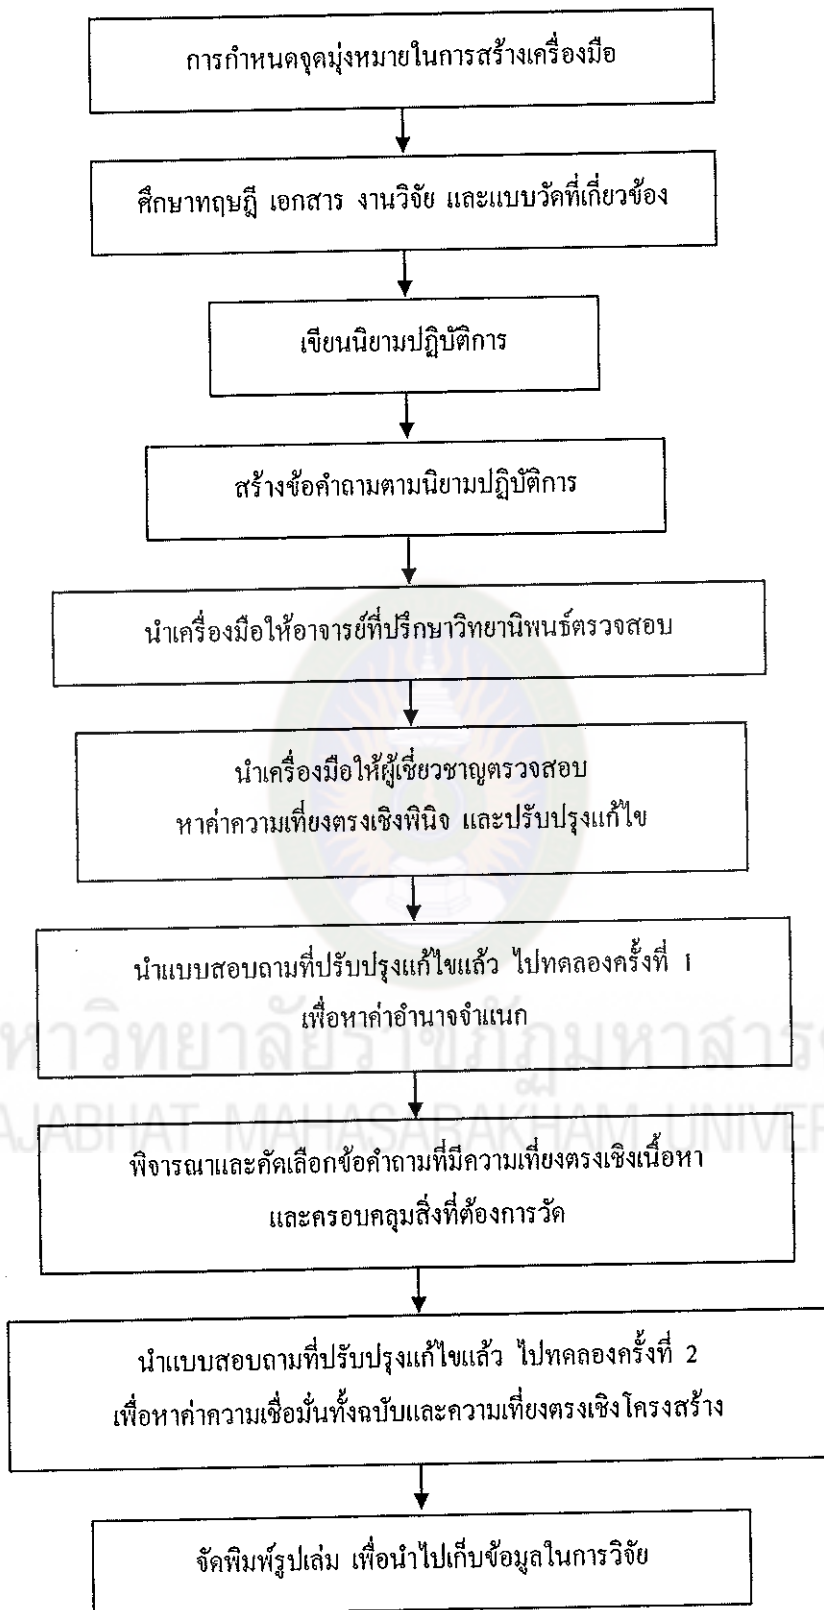 การกำหนดจุดมุ่งหมายในการสร้างเครื่องมือ
ศึกษาทฤษฎี เอกสาร งานวิจัย และแบบวัดที่เกี่ยวข้อง
เขียนนิยามปฏิบัติการ
สร้างข้อคำถามตามนิยามปฏิบัติการ
นำเครื่องมือให้อาจารย์ที่ปรึกษาวิทยานิพนธ์ตรวจสอบ
นำเครื่องมือให้ผู้เชี่ยวชาญตรวจสอบ
หาค่าความเที่ยงตรงเชิงพินิจ และปรับปรุงแก้ไข
นำแบบสอบถามที่ปรับปรุงแก้ไขแล้ว ไปทดลองครั้งที่ 1
เพื่อหาค่าอำนาจจำแนก
หาวิทยาลัยราชภัฏมหาสาร
AJABHAT MAHASARAKHAM UNIVER
พิจารณาและคัดเลือกข้อคำถามที่มีความเที่ยงตรงเชิงเนื้อหา
และครอบคลุมสิ่งที่ต้องการวัด
นำแบบสอบถามที่ปรับปรุงแก้ไขแล้ว ไปทดลองครั้งที่ 2
เพื่อหาค่าความเชื่อมั่นทั้งฉบับและความเที่ยงตรงเชิงโครงสร้าง
จัดพิมพ์รูปเล่ม เพื่อนำไปเก็บข้อมูลในการวิจัย